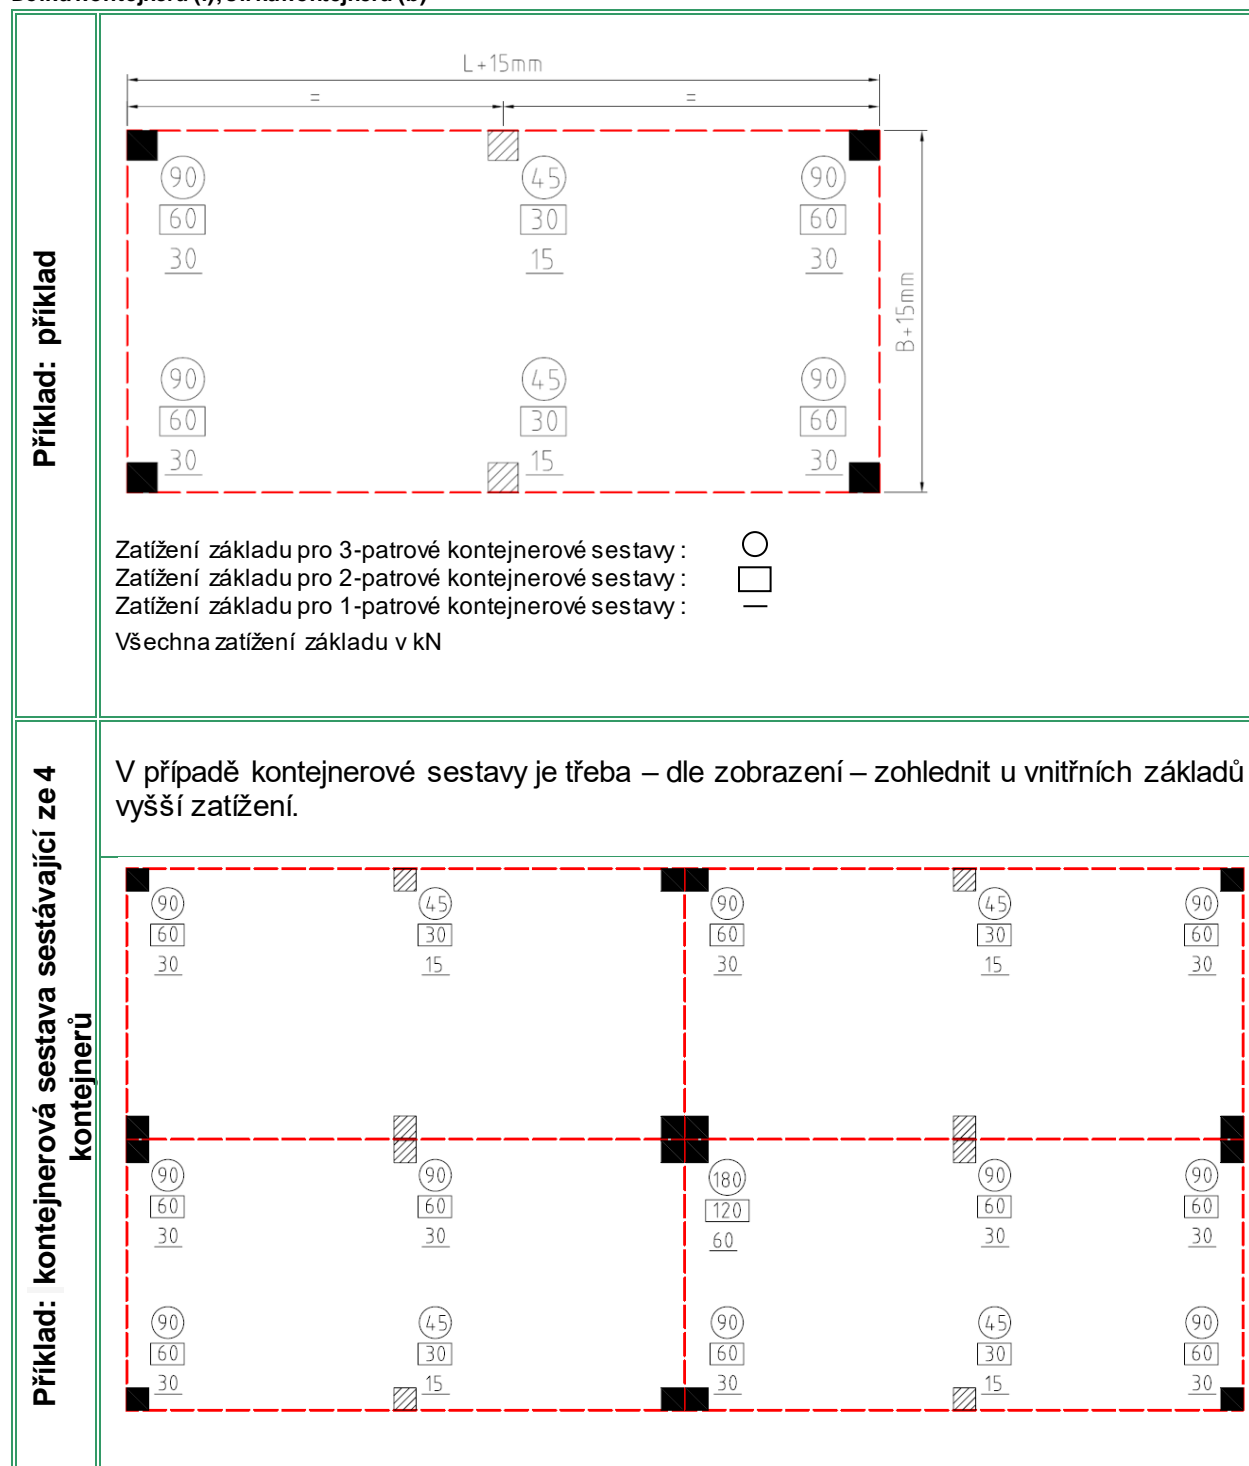 L+15mm
= =
90 45 90
60 30 60
30 15 30
B+15mm
90 45 90
60 30 60
30 15 30
Příklad: příklad
Zatížení základu pro 3-patrové kontejnerové sestavy :
Zatížení základu pro 2-patrové kontejnerové sestavy :
Zatížení základu pro 1-patrové kontejnerové sestavy :
Všechna zatížení základu v kN
Příklad: kontejnerová sestava sestávající ze 4
kontejnerů
V případě kontejnerové sestavy je třeba – dle zobrazení – zohlednit u vnitřních základů
vyšší zatížení.
90 45 90 45 90
60 30 60 30 60
30 15 30 15 30
90 90 180 90 90
60 60 120 60 60
30 30 60 30 30
90 45 90 45 90
60 30 60 30 60
30 15 30 15 30